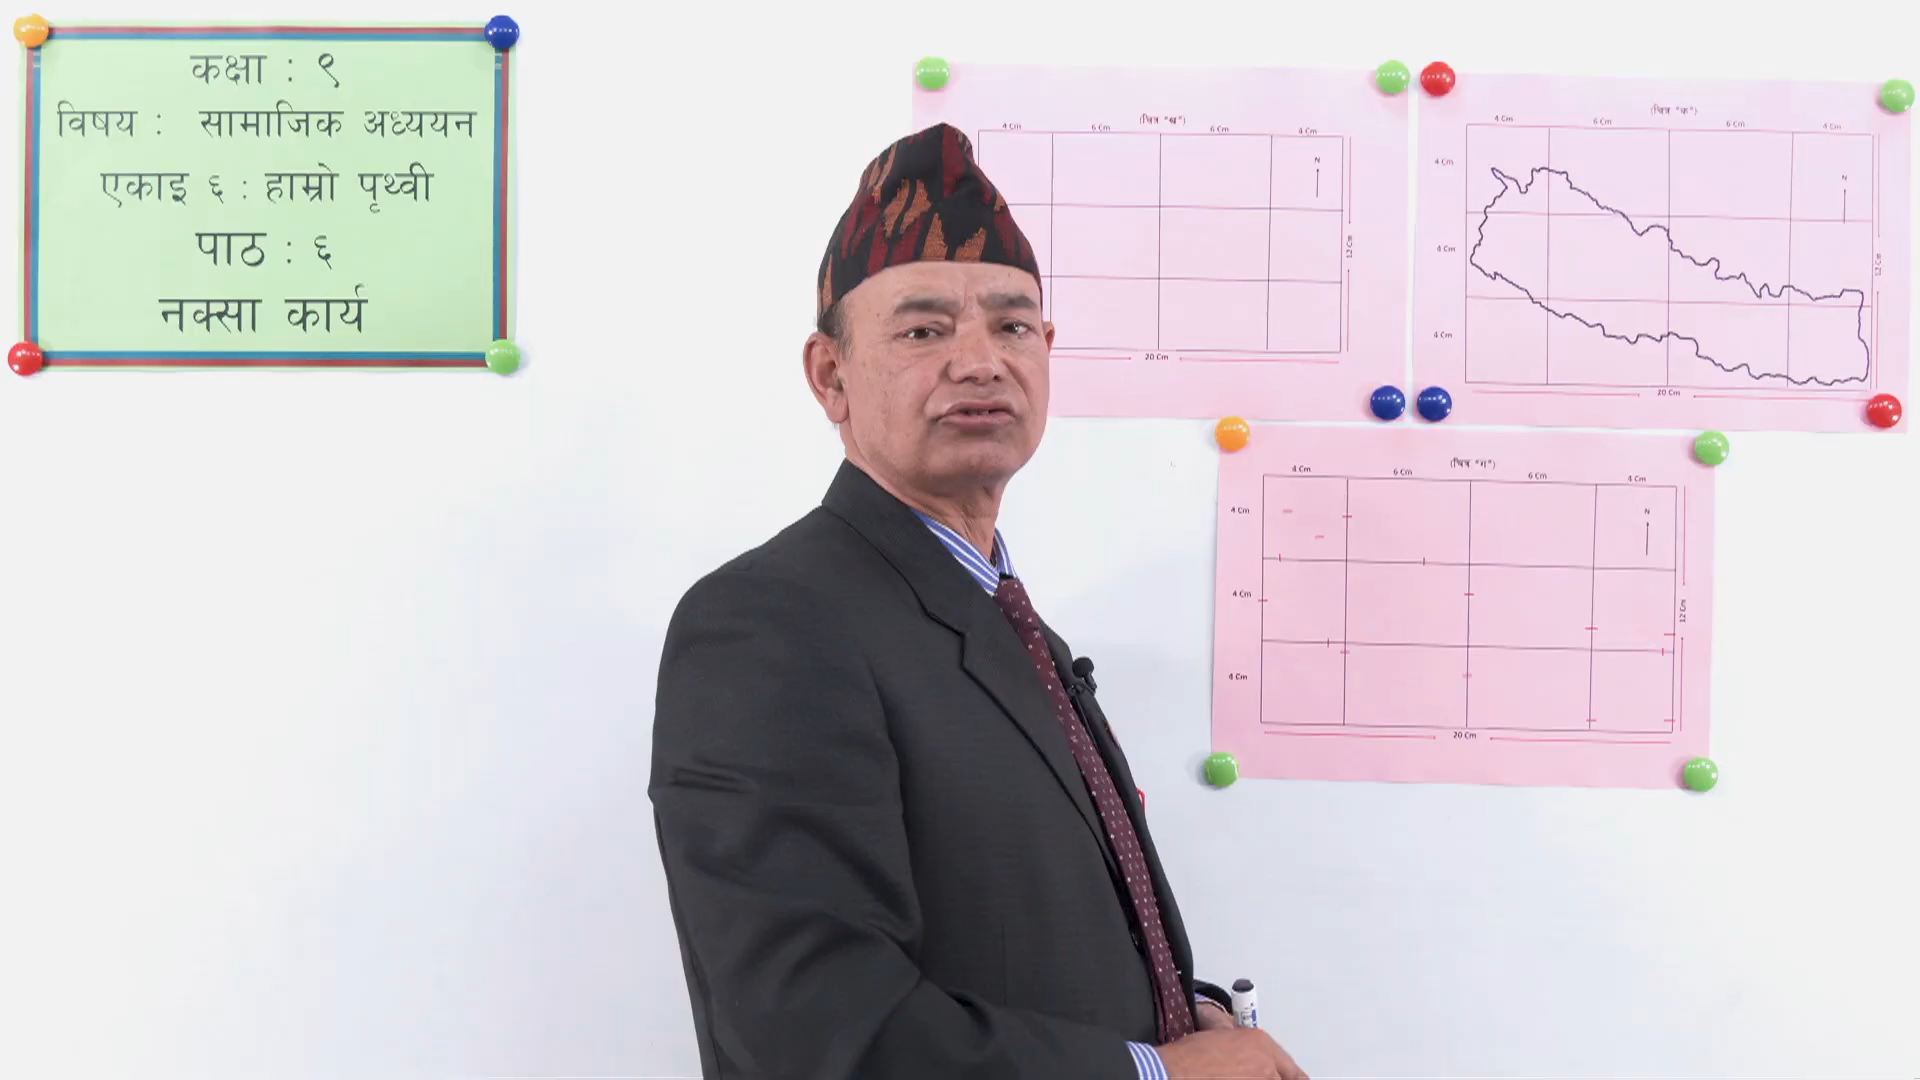 कक्षा : ९
विषय : सामाजिक अध्ययन
एकाइ ६ : हाम्रो पृथ्वी
पाठ : ६
नक्सा कार्य
(चित्र "ख")
4 Cm 6 Cm 6 Cm 4 Cm
N
12 Cm
20 Cm
(चित्र "क")
4 Cm 6 Cm 6 Cm 4 Cm
4 Cm
N
4 Cm
12 Cm
4 Cm
20 Cm
(चित्र "ग")
4 Cm 6 Cm 6 Cm 4 Cm
4 Cm
N
4 Cm
12 Cm
4 Cm
20 Cm